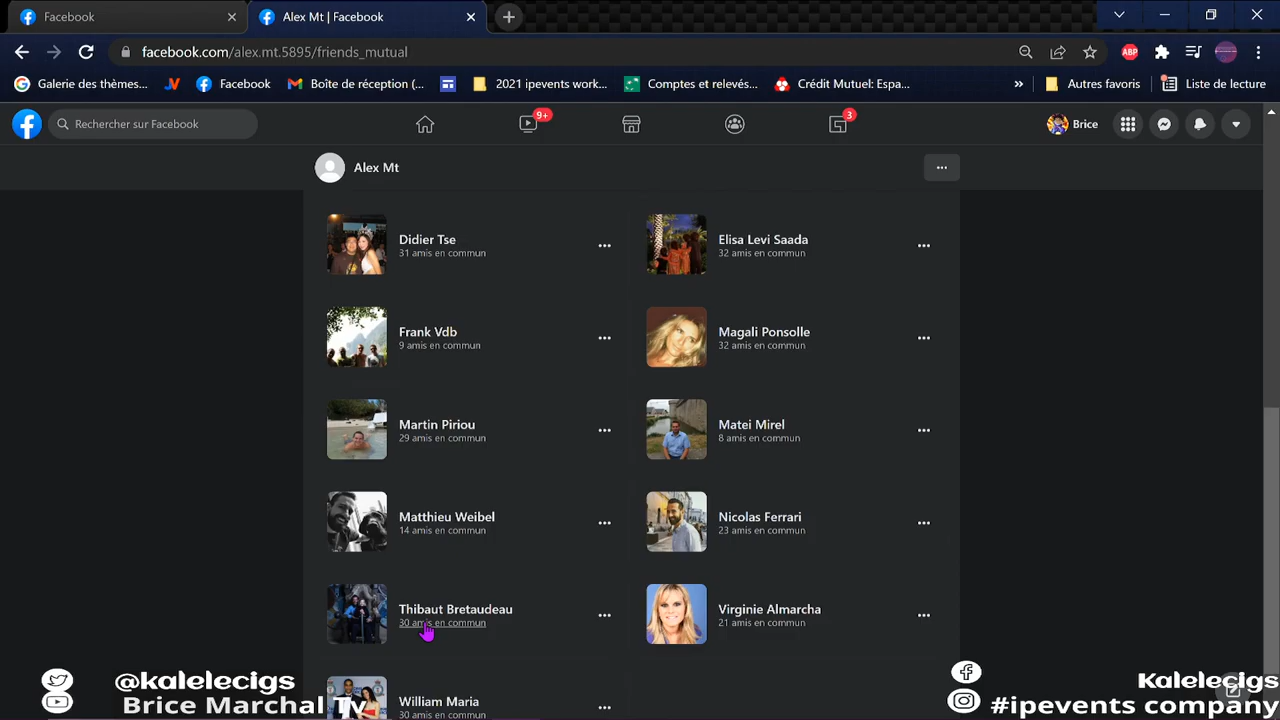 Facebook
Alex Mt | Facebook
facebook.com/alex.mt.5895/friends_mutual
ABP
Galerie des thèmes...
Facebook
Boîte de réception (...
2021 ipevents work...
Comptes et relevés...
Crédit Mutuel: Espa...
»
Autres favoris
Liste de lecture
Rechercher sur Facebook
9+
3
Brice
Alex Mt
Didier Tse
31 amis en commun
Elisa Levi Saada
32 amis en commun
Frank Vdb
9 amis en commun
Magali Ponsolle
32 amis en commun
Martin Piriou
29 amis en commun
Matei Mirel
8 amis en commun
Matthieu Weibel
14 amis en commun
Nicolas Ferrari
23 amis en commun
Thibaut Bretaudeau
30 amis en commun
Virginie Almarcha
21 amis en commun
William Maria
30 amis en commun
@kalelecigs
Brice Marchal Tv
Kalelecigs
#ipevents company